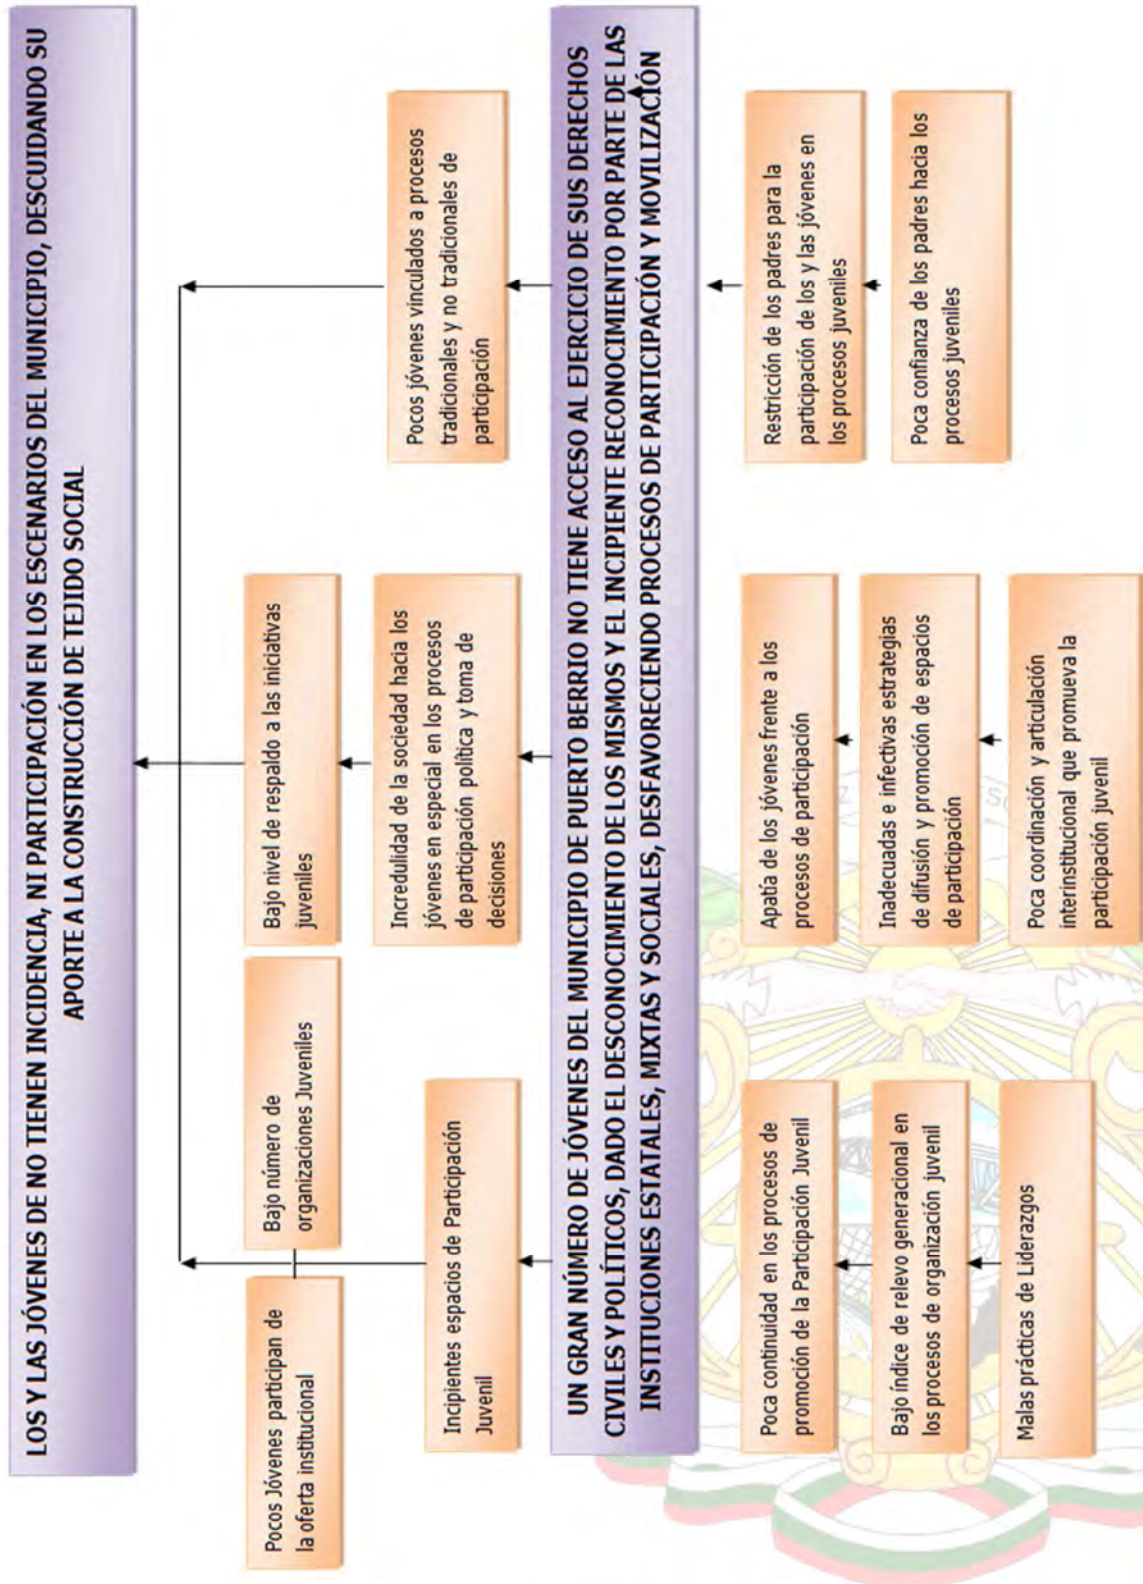 LOS Y LAS JÓVENES DE NO TIENEN INCIDENCIA, NI PARTICIPACIÓN EN LOS ESCENARIOS DEL MUNICIPIO, DESCUIDANDO SU
APORTE A LA CONSTRUCCIÓN DE TEJIDO SOCIAL
Pocos Jóvenes participan de
la oferta institucional
Bajo número de
organizaciones Juveniles
Bajo nivel de respaldo a las iniciativas
juveniles
Incipientes espacios de Participación
Juvenil
Incredulidad de la sociedad hacia los
jóvenes en especial en los procesos
de participación política y toma de
decisiones
Pocos jóvenes vinculados a procesos
tradicionales y no tradicionales de
participación
UN GRAN NÚMERO DE JÓVENES DEL MUNICIPIO DE PUERTO BERRIO NO TIENE ACCESO AL EJERCICIO DE SUS DERECHOS
CIVILES Y POLÍTICOS, DADO EL DESCONOCIMIENTO DE LOS MISMOS Y EL INCIPIENTE RECONOCIMIENTO POR PARTE DE LAS
INSTITUCIONES ESTATALES, MIXTAS Y SOCIALES, DESFAVORECIENDO PROCESOS DE PARTICIPACIÓN Y MOVILIZACIÓN
Poca continuidad en los procesos de
promoción de la Participación Juvenil
Bajo índice de relevo generacional en
los procesos de organización juvenil
Malas prácticas de Liderazgos
Apatía de los jóvenes frente a los
procesos de participación
Inadecuadas e infectivas estrategias
de difusión y promoción de espacios
de participación
Poca coordinación y articulación
interinstitucional que promueva la
participación juvenil
Restricción de los padres para la
participación de los y las jóvenes en
los procesos juveniles
Poca confianza de los padres hacia los
procesos juveniles